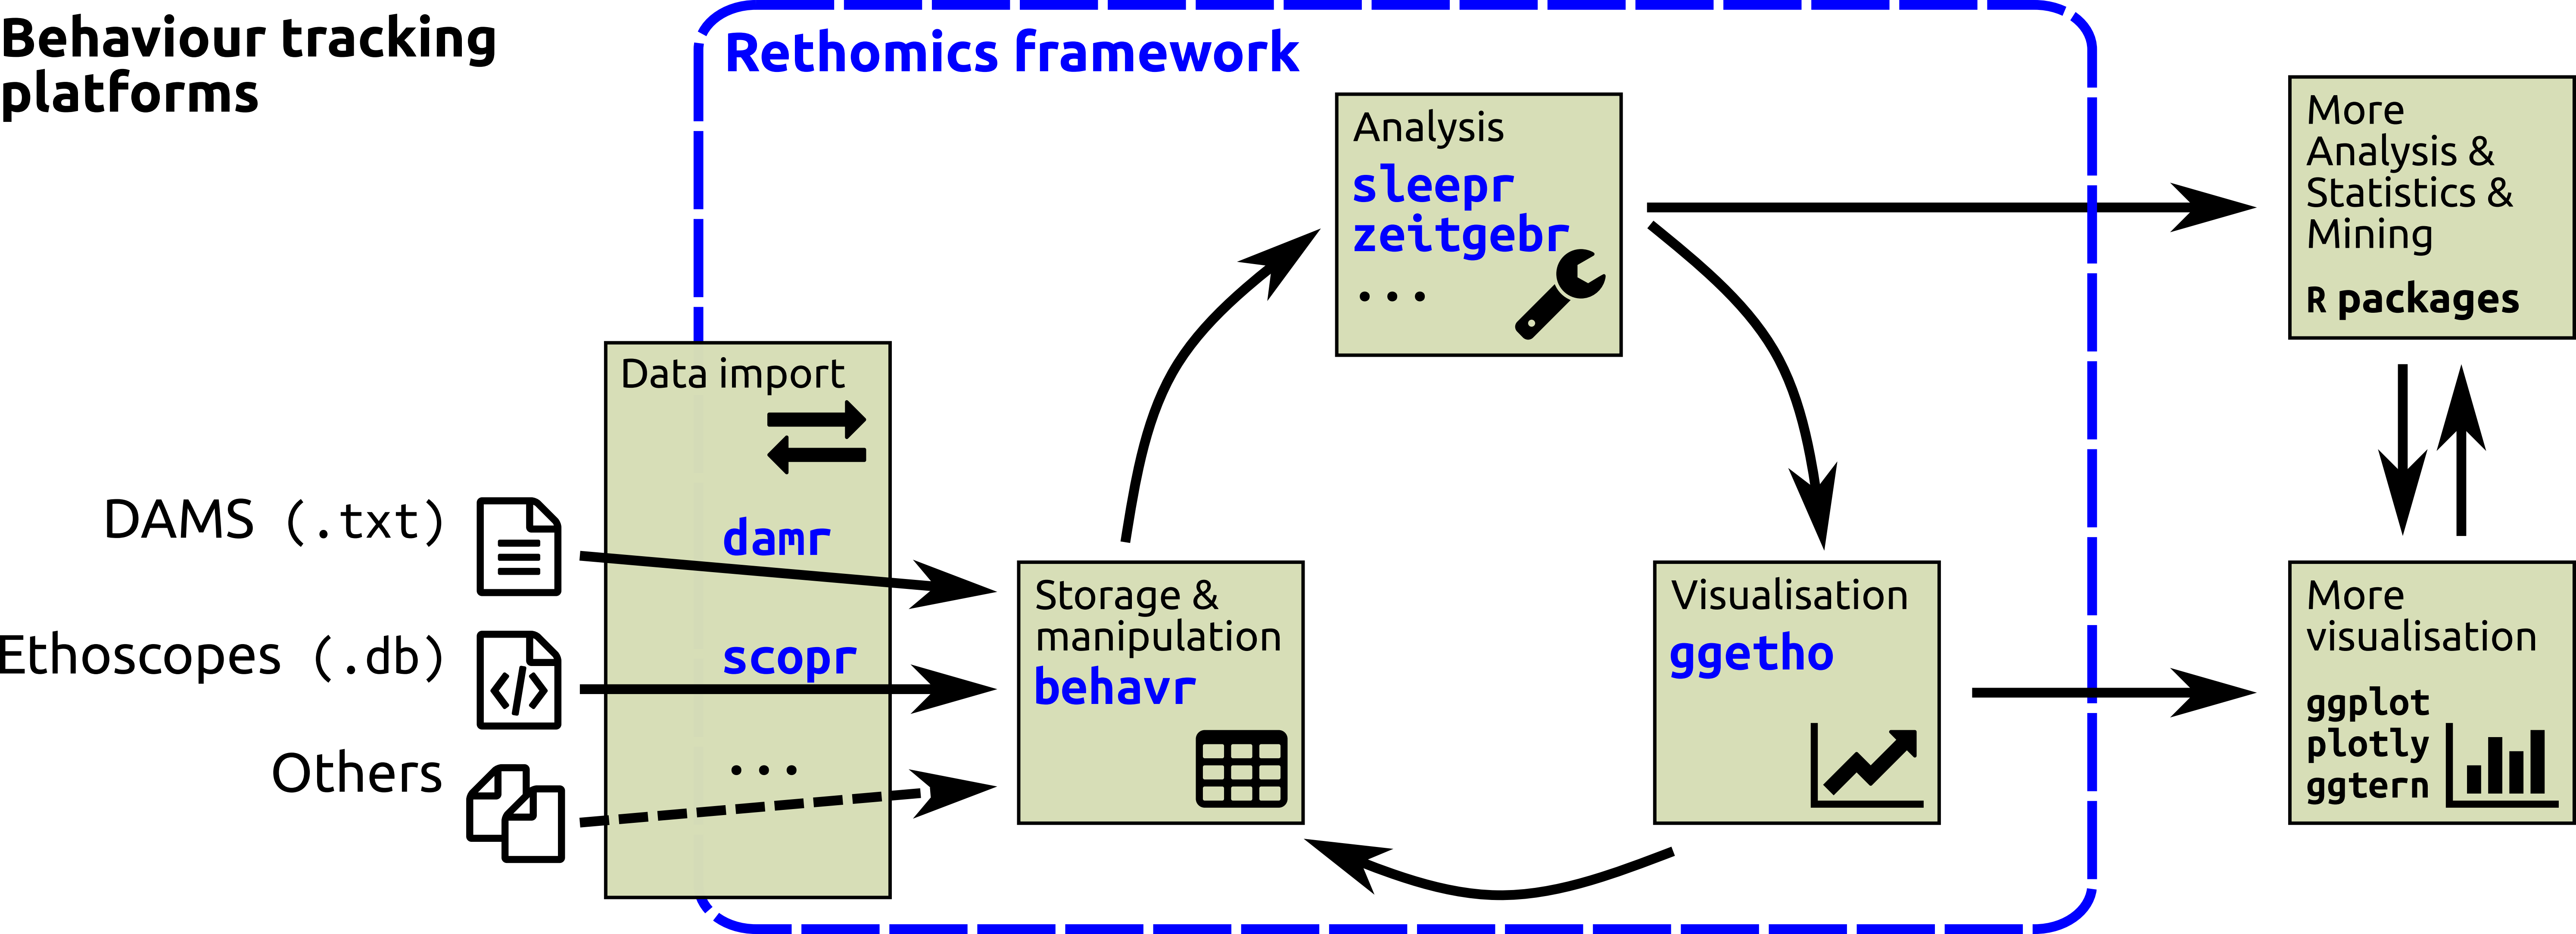 Behaviour tracking
platforms
Rethomics framework
DAMS (.txt)
Ethoscopes (.db)
Others
Data import
damr
scopr
...
Storage &
manipulation
behavr
Analysis
sleepr
zeitgebr
...
Visualisation
ggetho
More
Analysis &
Statistics &
Mining
R packages
More
visualisation
ggplot
plotly
ggtern